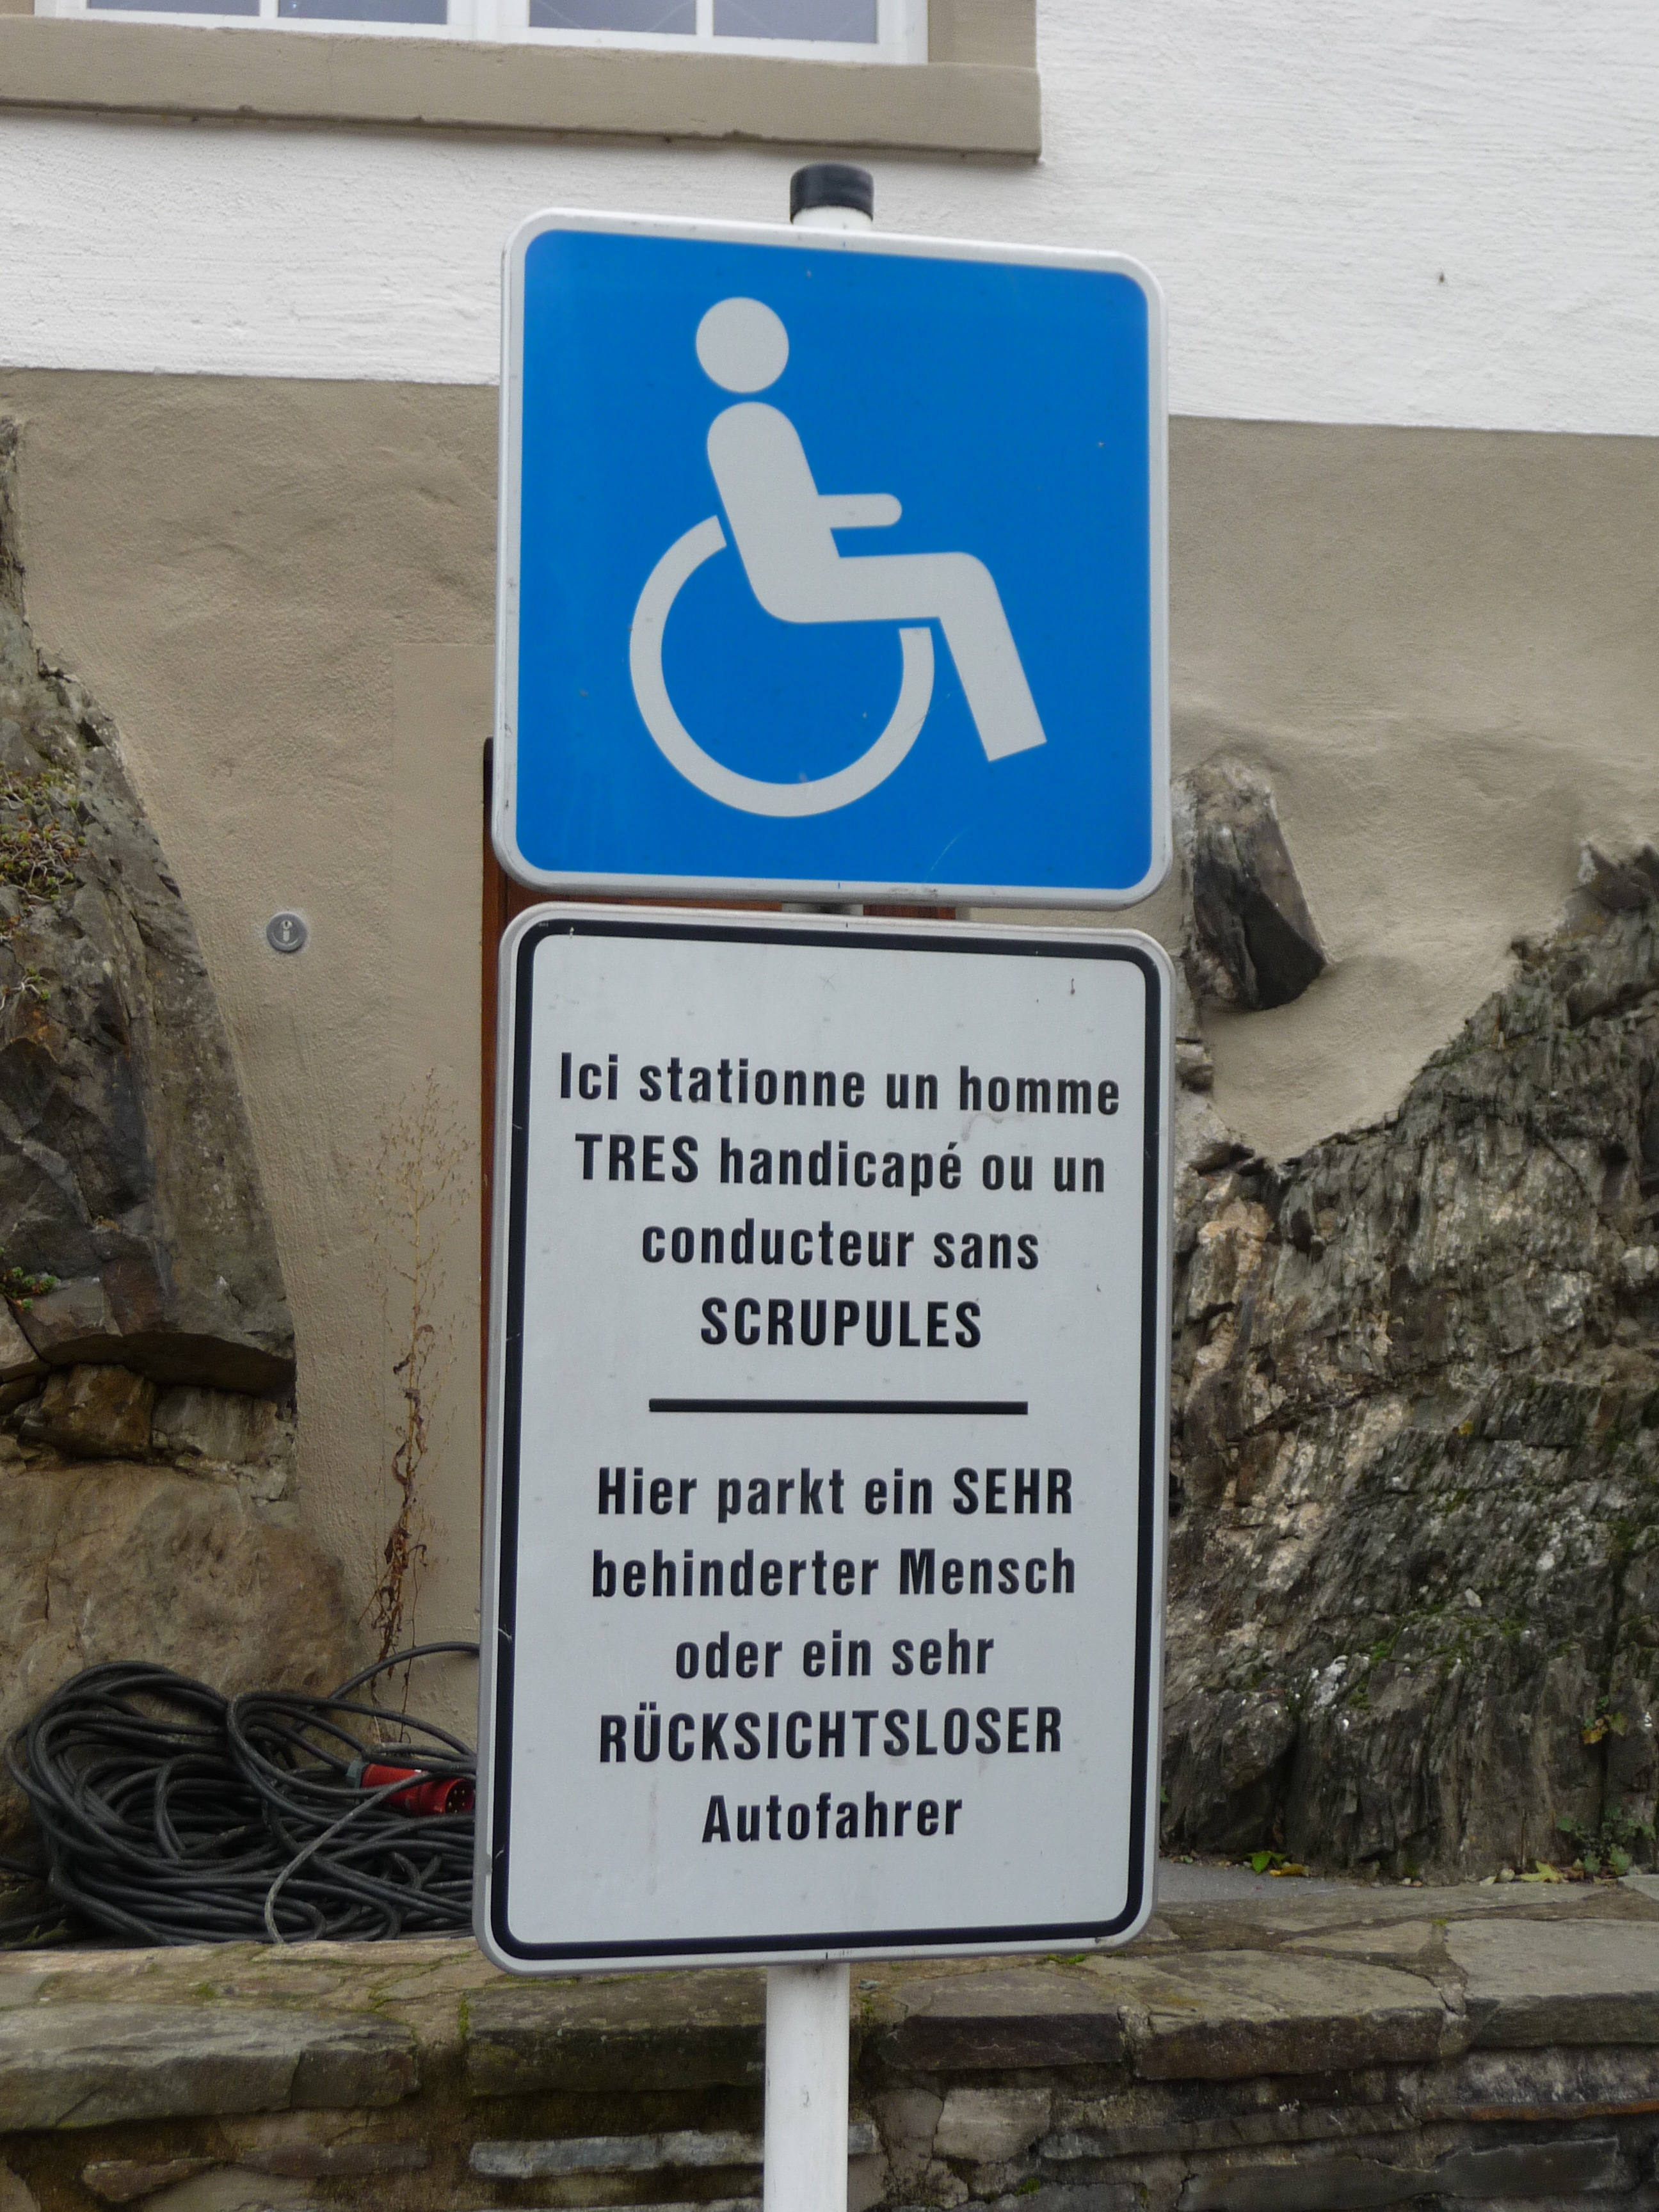 Ici stationne un homme
TRES handicapé ou un
conducteur sans
SCRUPULES
Hier parkt ein SEHR
behinderter Mensch
oder ein sehr
RÜCKSICHTSLOSER
Autofahrer